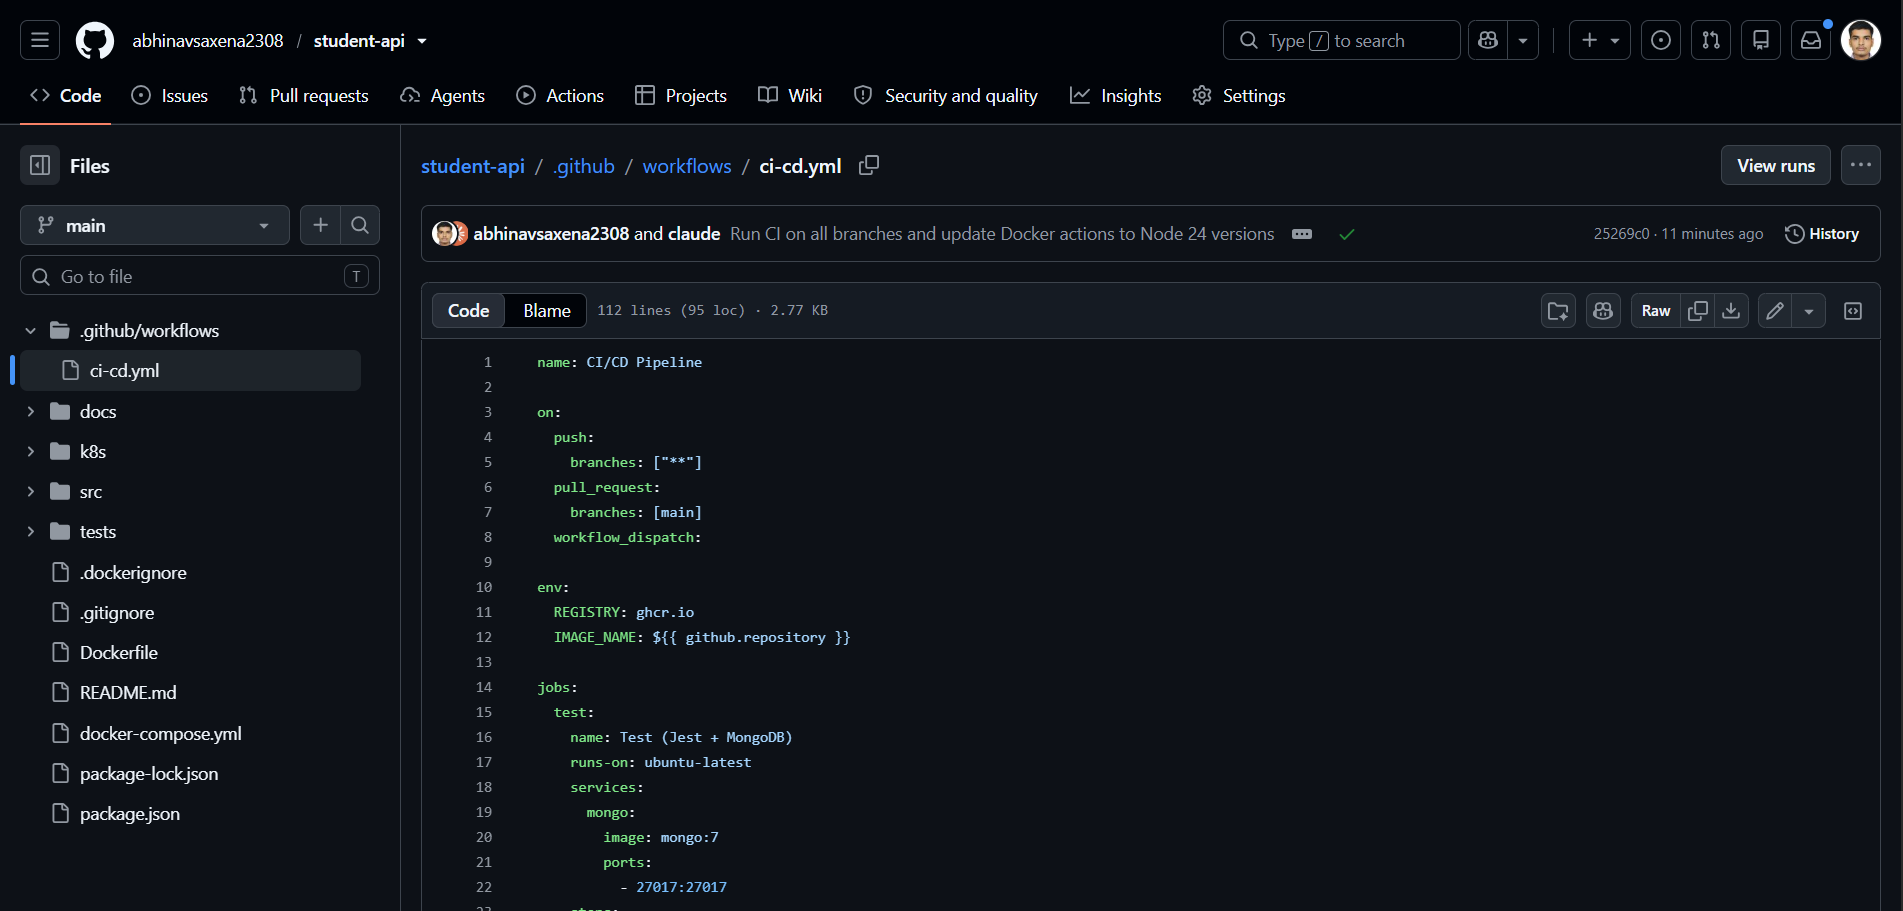 abhinavsaxena2308 / student-api
Type / to search
Code
Issues
Pull requests
Agents
Actions
Projects
Wiki
Security and quality
Insights
Settings
Files
main
Go to file
T
.github/workflows
ci-cd.yml
docs
k8s
src
tests
.dockerignore
.gitignore
Dockerfile
README.md
docker-compose.yml
package-lock.json
package.json
student-api / .github / workflows / ci-cd.yml
View runs
abhinavsaxena2308 and claude Run CI on all branches and update Docker actions to Node 24 versions
25269c0 · 11 minutes ago
History
Code
Blame
112 lines (95 loc) · 2.77 KB
Raw
1 name: CI/CD Pipeline
2
3 on:
4 push:
5 branches: ["**"]
6 pull_request:
7 branches: [main]
8 workflow_dispatch:
9
10 env:
11 REGISTRY: ghcr.io
12 IMAGE_NAME: ${{ github.repository }}
13
14 jobs:
15 test:
16 name: Test (Jest + MongoDB)
17 runs-on: ubuntu-latest
18 services:
19 mongo:
20 image: mongo:7
21 ports:
22 - 27017:27017